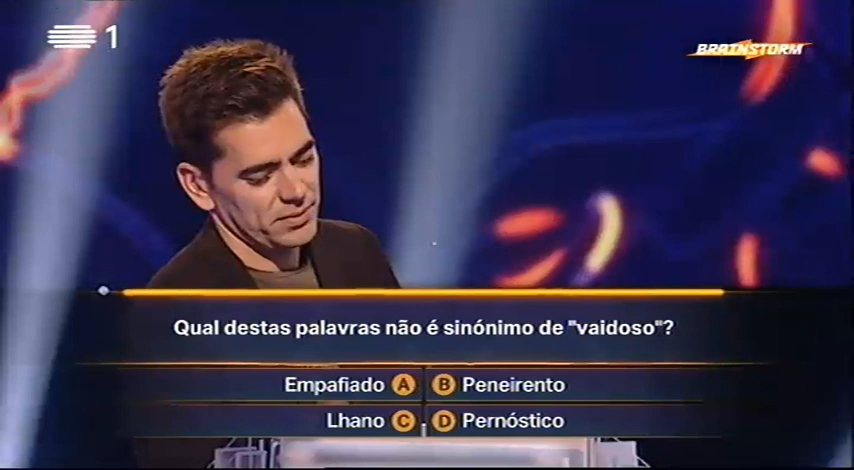 1
BRAINSTORM
Qual destas palavras não é sinónimo de "vaidoso"?
Empafiado A B Peneirento
Lhano C D Pernóstico